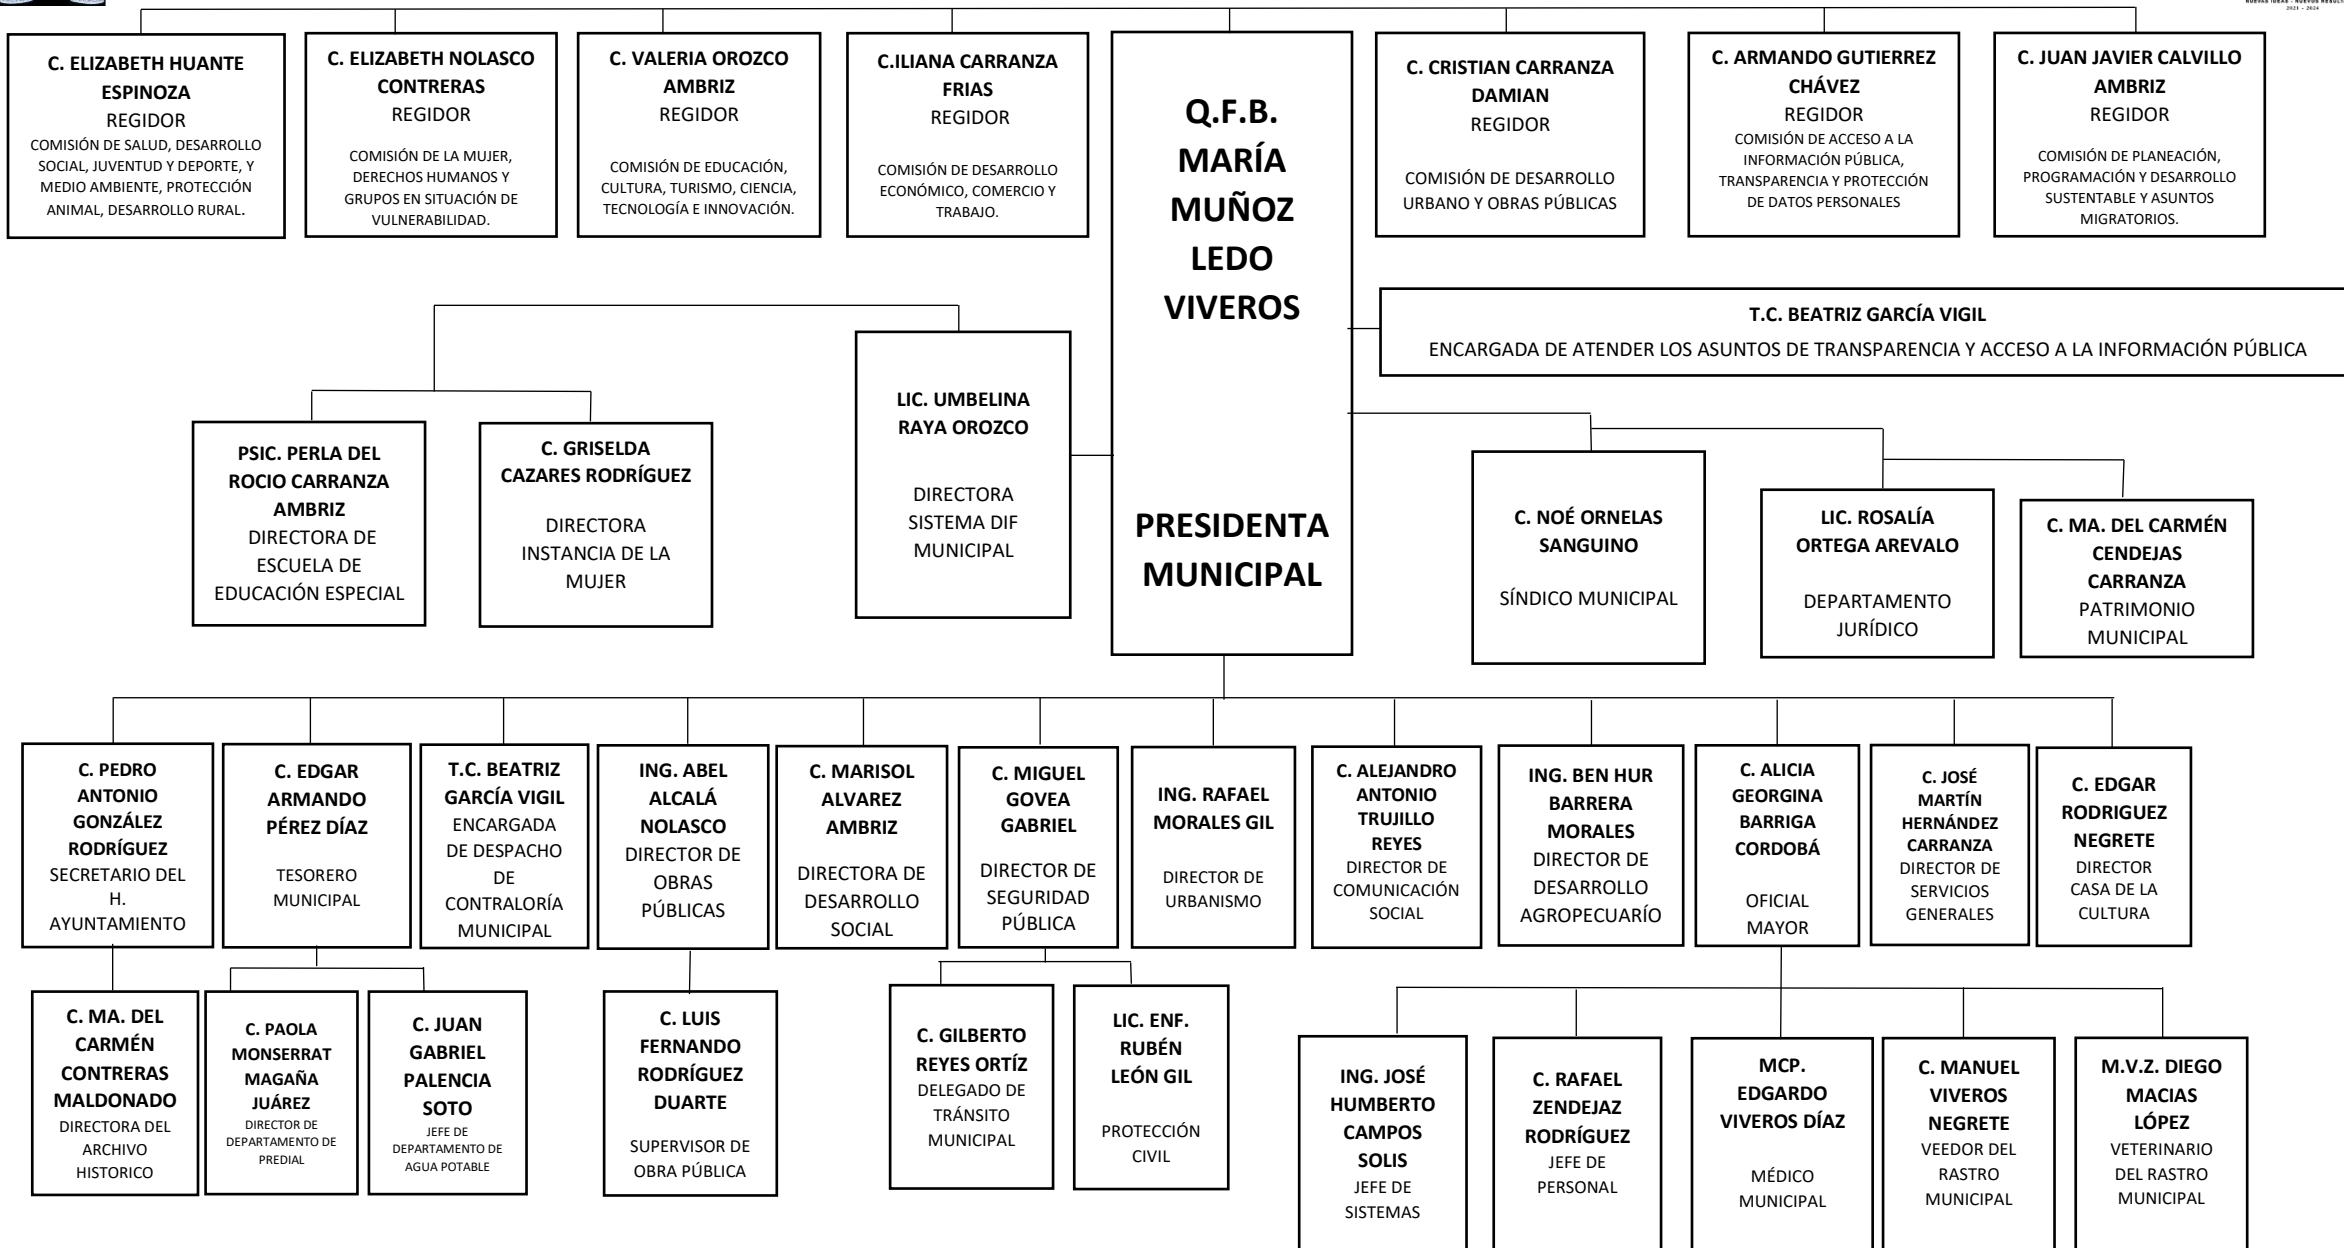 NUEVAS IDEAS - NUEVOS RESULT
2021 - 2024
C. ELIZABETH HUANTE
ESPINOZA
REGIDOR
COMISIÓN DE SALUD, DESARROLLO
SOCIAL, JUVENTUD Y DEPORTE, Y
MEDIO AMBIENTE, PROTECCIÓN
ANIMAL, DESARROLLO RURAL.
C. ELIZABETH NOLASCO
CONTRERAS
REGIDOR
COMISIÓN DE LA MUJER,
DERECHOS HUMANOS Y
GRUPOS EN SITUACIÓN DE
VULNERABILIDAD.
C. VALERIA OROZCO
AMBRIZ
REGIDOR
COMISIÓN DE EDUCACIÓN,
CULTURA, TURISMO, CIENCIA,
TECNOLOGÍA E INNOVACIÓN.
C.ILIANA CARRANZA
FRIAS
REGIDOR
COMISIÓN DE DESARROLLO
ECONÓMICO, COMERCIO Y
TRABAJO.
Q.F.B.
MARÍA
MUÑOZ
LEDO
VIVEROS
PRESIDENTA
MUNICIPAL
C. CRISTIAN CARRANZA
DAMIAN
REGIDOR
COMISIÓN DE DESARROLLO
URBANO Y OBRAS PÚBLICAS
C. ARMANDO GUTIERREZ
CHÁVEZ
REGIDOR
COMISIÓN DE ACCESO A LA
INFORMACIÓN PÚBLICA,
TRANSPARENCIA Y PROTECCIÓN
DE DATOS PERSONALES
C. JUAN JAVIER CALVILLO
AMBRIZ
REGIDOR
COMISIÓN DE PLANEACIÓN,
PROGRAMACIÓN Y DESARROLLO
SUSTENTABLE Y ASUNTOS
MIGRATORIOS.
T.C. BEATRIZ GARCÍA VIGIL
ENCARGADA DE ATENDER LOS ASUNTOS DE TRANSPARENCIA Y ACCESO A LA INFORMACIÓN PÚBLICA
PSIC. PERLA DEL
ROCIO CARRANZA
AMBRIZ
DIRECTORA DE
ESCUELA DE
EDUCACIÓN ESPECIAL
C. GRISELDA
CAZARES RODRÍGUEZ
DIRECTORA
INSTANCIA DE LA
MUJER
LIC. UMBELINA
RAYA OROZCO
DIRECTORA
SISTEMA DIF
MUNICIPAL
C. NOÉ ORNELAS
SANGUINO
SÍNDICO MUNICIPAL
LIC. ROSALÍA
ORTEGA AREVALO
DEPARTAMENTO
JURÍDICO
C. MA. DEL CARMÉN
CENDEJAS
CARRANZA
PATRIMONIO
MUNICIPAL
C. PEDRO
ANTONIO
GONZÁLEZ
RODRÍGUEZ
SECRETARIO DEL
H.
AYUNTAMIENTO
C. EDGAR
ARMANDO
PÉREZ DÍAZ
TESORERO
MUNICIPAL
T.C. BEATRIZ
GARCÍA VIGIL
ENCARGADA
DE DESPACHO
DE
CONTRALORÍA
MUNICIPAL
ING. ABEL
ALCALÁ
NOLASCO
DIRECTOR DE
OBRAS
PÚBLICAS
C. MARISOL
ALVAREZ
AMBRIZ
DIRECTORA DE
DESARROLLO
SOCIAL
C. MIGUEL
GOVEA
GABRIEL
DIRECTOR DE
SEGURIDAD
PÚBLICA
ING. RAFAEL
MORALES GIL
DIRECTOR DE
URBANISMO
C. ALEJANDRO
ANTONIO
TRUJILLO
REYES
DIRECTOR DE
COMUNICACIÓN
SOCIAL
ING. BEN HUR
BARRERA
MORALES
DIRECTOR DE
DESARROLLO
AGROPECUARÍO
C. ALICIA
GEORGINA
BARRIGA
CORDOBÁ
OFICIAL
MAYOR
C. JOSÉ
MARTÍN
HERNÁNDEZ
CARRANZA
DIRECTOR DE
SERVICIOS
GENERALES
C. EDGAR
RODRIGUEZ
NEGRETE
DIRECTOR
CASA DE LA
CULTURA
C. MA. DEL
CARMÉN
CONTRERAS
MALDONADO
DIRECTORA DEL
ARCHIVO
HISTORICO
C. PAOLA
MONSERRAT
MAGAÑA
JUÁREZ
DIRECTOR DE
DEPARTAMENTO DE
PREDIAL
C. JUAN
GABRIEL
PALENCIA
SOTO
JEFE DE
DEPARTAMENTO DE
AGUA POTABLE
C. LUIS
FERNANDO
RODRÍGUEZ
DUARTE
SUPERVISOR DE
OBRA PÚBLICA
C. GILBERTO
REYES ORTÍZ
DELEGADO DE
TRÁNSITO
MUNICIPAL
LIC. ENF.
RUBÉN
LEÓN GIL
PROTECCIÓN
CIVIL
ING. JOSÉ
HUMBERTO
CAMPOS
SOLIS
JEFE DE
SISTEMAS
C. RAFAEL
ZENDEJAZ
RODRÍGUEZ
JEFE DE
PERSONAL
MCP.
EDGARDO
VIVEROS DÍAZ
MÉDICO
MUNICIPAL
C. MANUEL
VIVEROS
NEGRETE
VEEDOR DEL
RASTRO
MUNICIPAL
M.V.Z. DIEGO
MACIAS
LÓPEZ
VETERINARIO
DEL RASTRO
MUNICIPAL